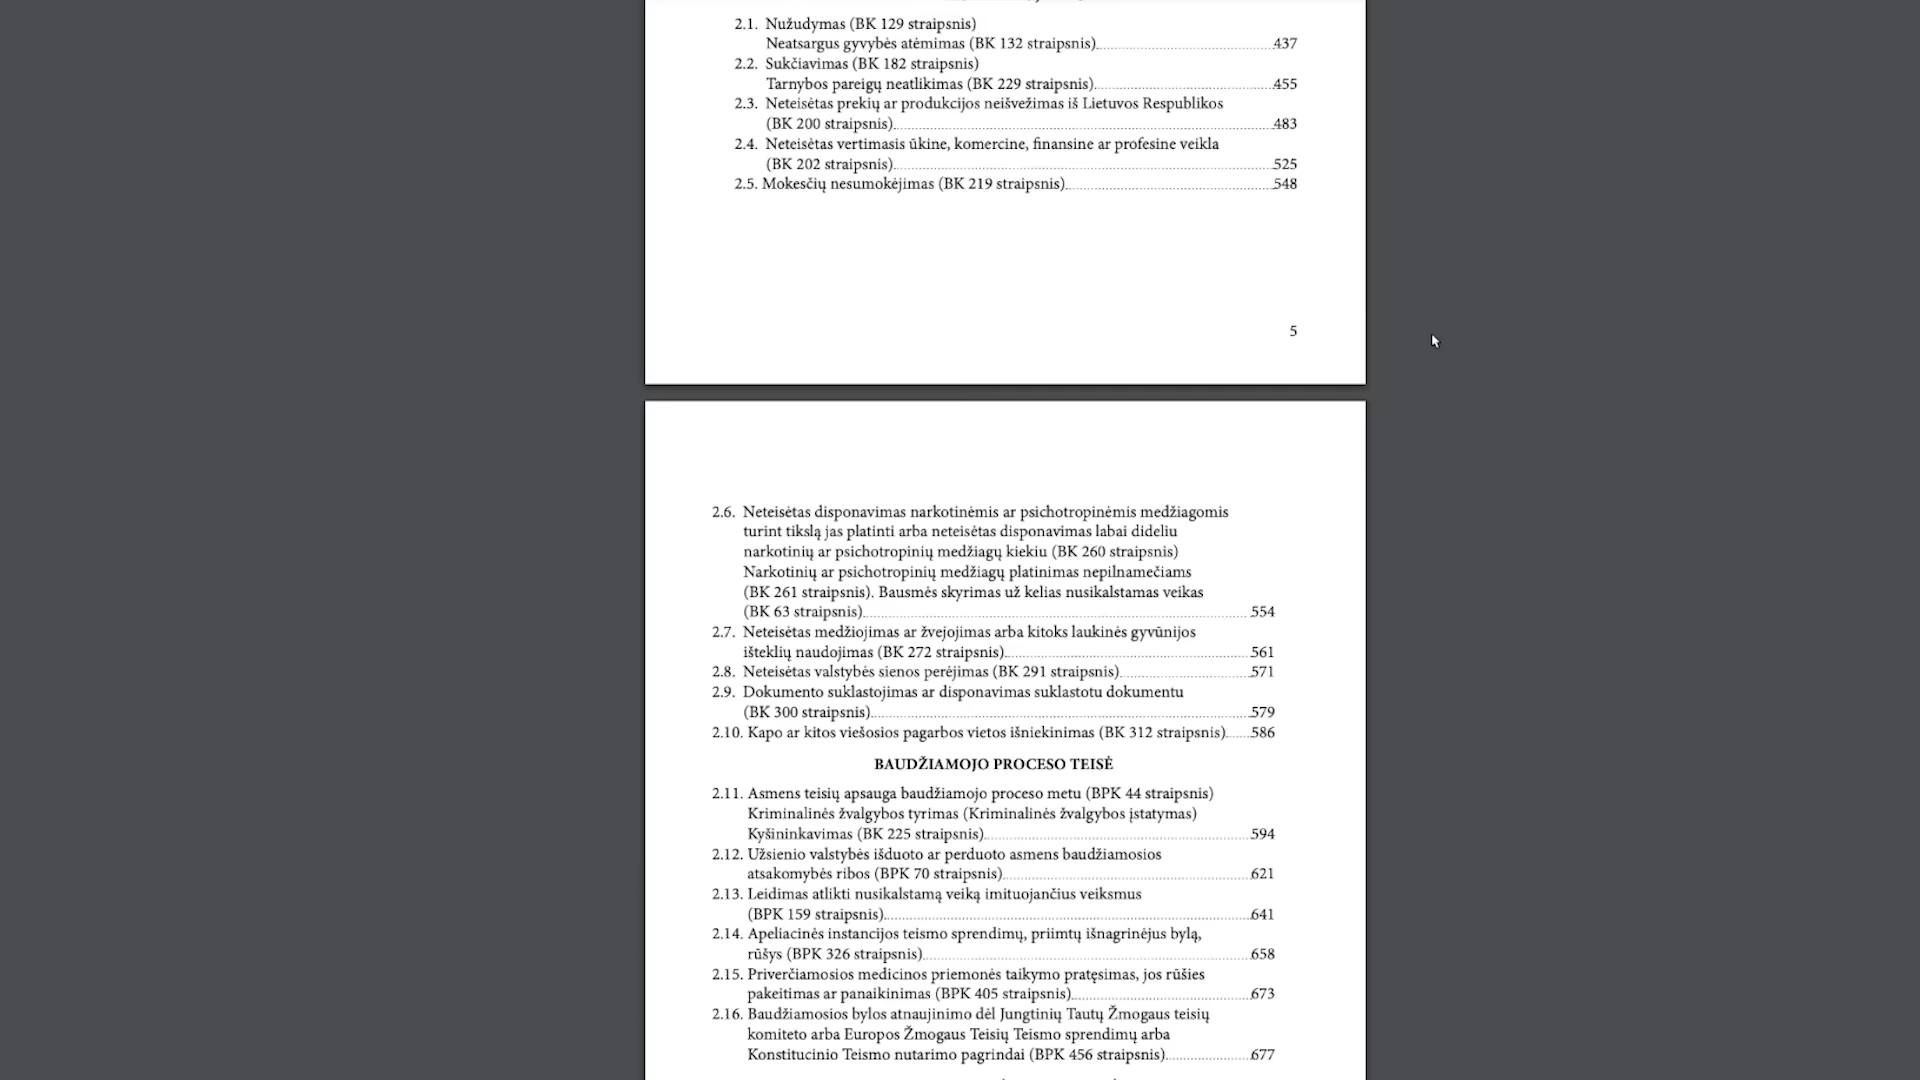 2.1. Nužudymas (BK 129 straipsnis)
Neatsargus gyvybės atėmimas (BK 132 straipsnis) 437
2.2. Sukčiavimas (BK 182 straipsnis)
Tarnybos pareigų neatlikimas (BK 229 straipsnis) 455
2.3. Neteisėtas prekių ar produkcijos neišvežimas iš Lietuvos Respublikos
(BK 200 straipsnis) 483
2.4. Neteisėtas vertimasis ūkine, komercine, finansine ar profesine veikla
(BK 202 straipsnis) 525
2.5. Mokesčių nesumokėjimas (BK 219 straipsnis) 548
5
2.6. Neteisėtas disponavimas narkotinėmis ar psichotropinėmis medžiagomis
turint tikslą jas platinti arba neteisėtas disponavimas labai dideliu
narkotinių ar psichotropinių medžiagų kiekiu (BK 260 straipsnis)
Narkotinių ar psichotropinių medžiagų platinimas nepilnamečiams
(BK 261 straipsnis). Bausmės skyrimas už kelias nusikalstamas veikas
(BK 63 straipsnis) 554
2.7. Neteisėtas medžiojimas ar žvejojimas arba kitoks laukinės gyvūnijos
išteklių naudojimas (BK 272 straipsnis) 561
2.8. Neteisėtas valstybės sienos perėjimas (BK 291 straipsnis) 571
2.9. Dokumento suklastojimas ar disponavimas suklastotu dokumentu
(BK 300 straipsnis) 579
2.10. Kapo ar kitos viešosios pagarbos vietos išniekinimas (BK 312 straipsnis) 586
BAUDŽIAMOJO PROCESO TEISĖ
2.11. Asmens teisių apsauga baudžiamojo proceso metu (BPK 44 straipsnis)
Kriminalinės žvalgybos tyrimas (Kriminalinės žvalgybos įstatymas)
Kyšininkavimas (BK 225 straipsnis) 594
2.12. Užsienio valstybės išduoto ar perduoto asmens baudžiamosios
atsakomybės ribos (BPK 70 straipsnis) 621
2.13. Leidimas atlikti nusikalstamą veiką imituojančius veiksmus
(BPK 159 straipsnis) 641
2.14. Apeliacinės instancijos teismo sprendimų, priimtų išnagrinėjus bylą,
rūšys (BPK 326 straipsnis) 658
2.15. Priverčiamosios medicinos priemonės taikymo pratęsimas, jos rūšies
pakeitimas ar panaikinimas (BPK 405 straipsnis) 673
2.16. Baudžiamosios bylos atnaujinimo dėl Jungtinių Tautų Žmogaus teisių
komiteto arba Europos Žmogaus Teisių Teismo sprendimų arba
Konstitucinio Teismo nutarimo pagrindai (BPK 456 straipsnis) 677